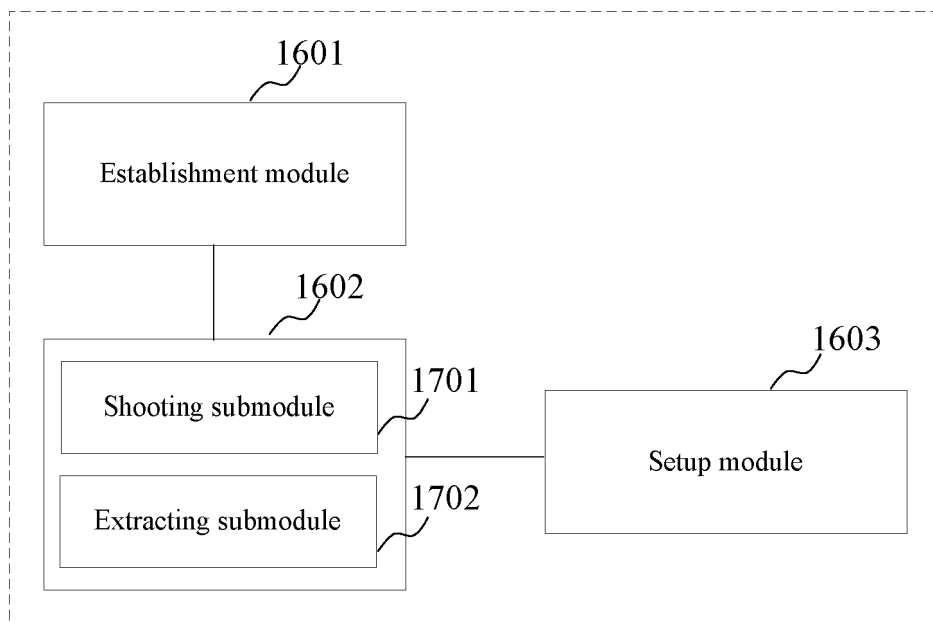 1601
Establishment module
1602
1701
Shooting submodule
1702
Extracting submodule
1603
Setup module